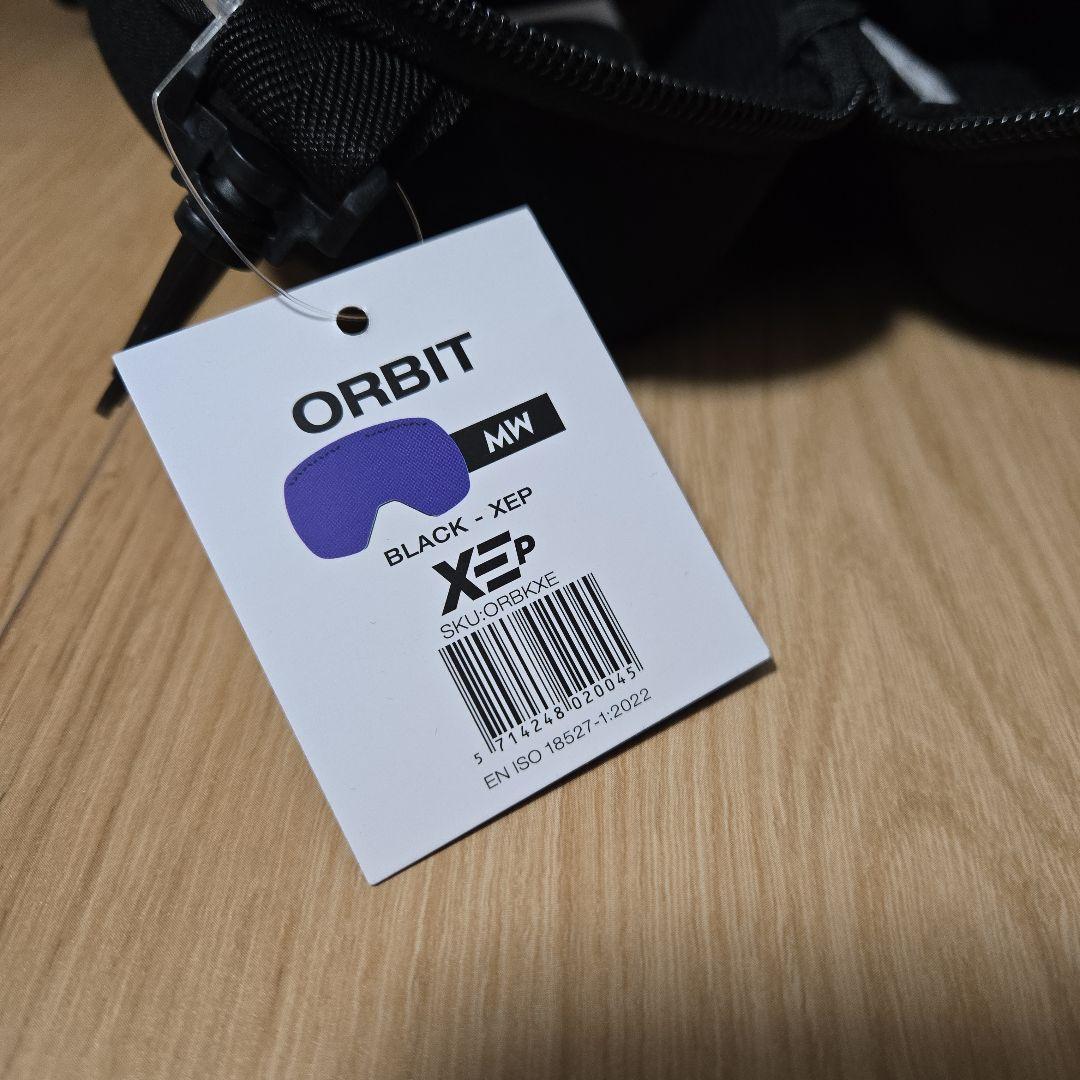 ORBIT
MW
BLACK - XEP
XEP
SKU:ORBKXE
5 714248 020045
EN ISO 18527-1:2022